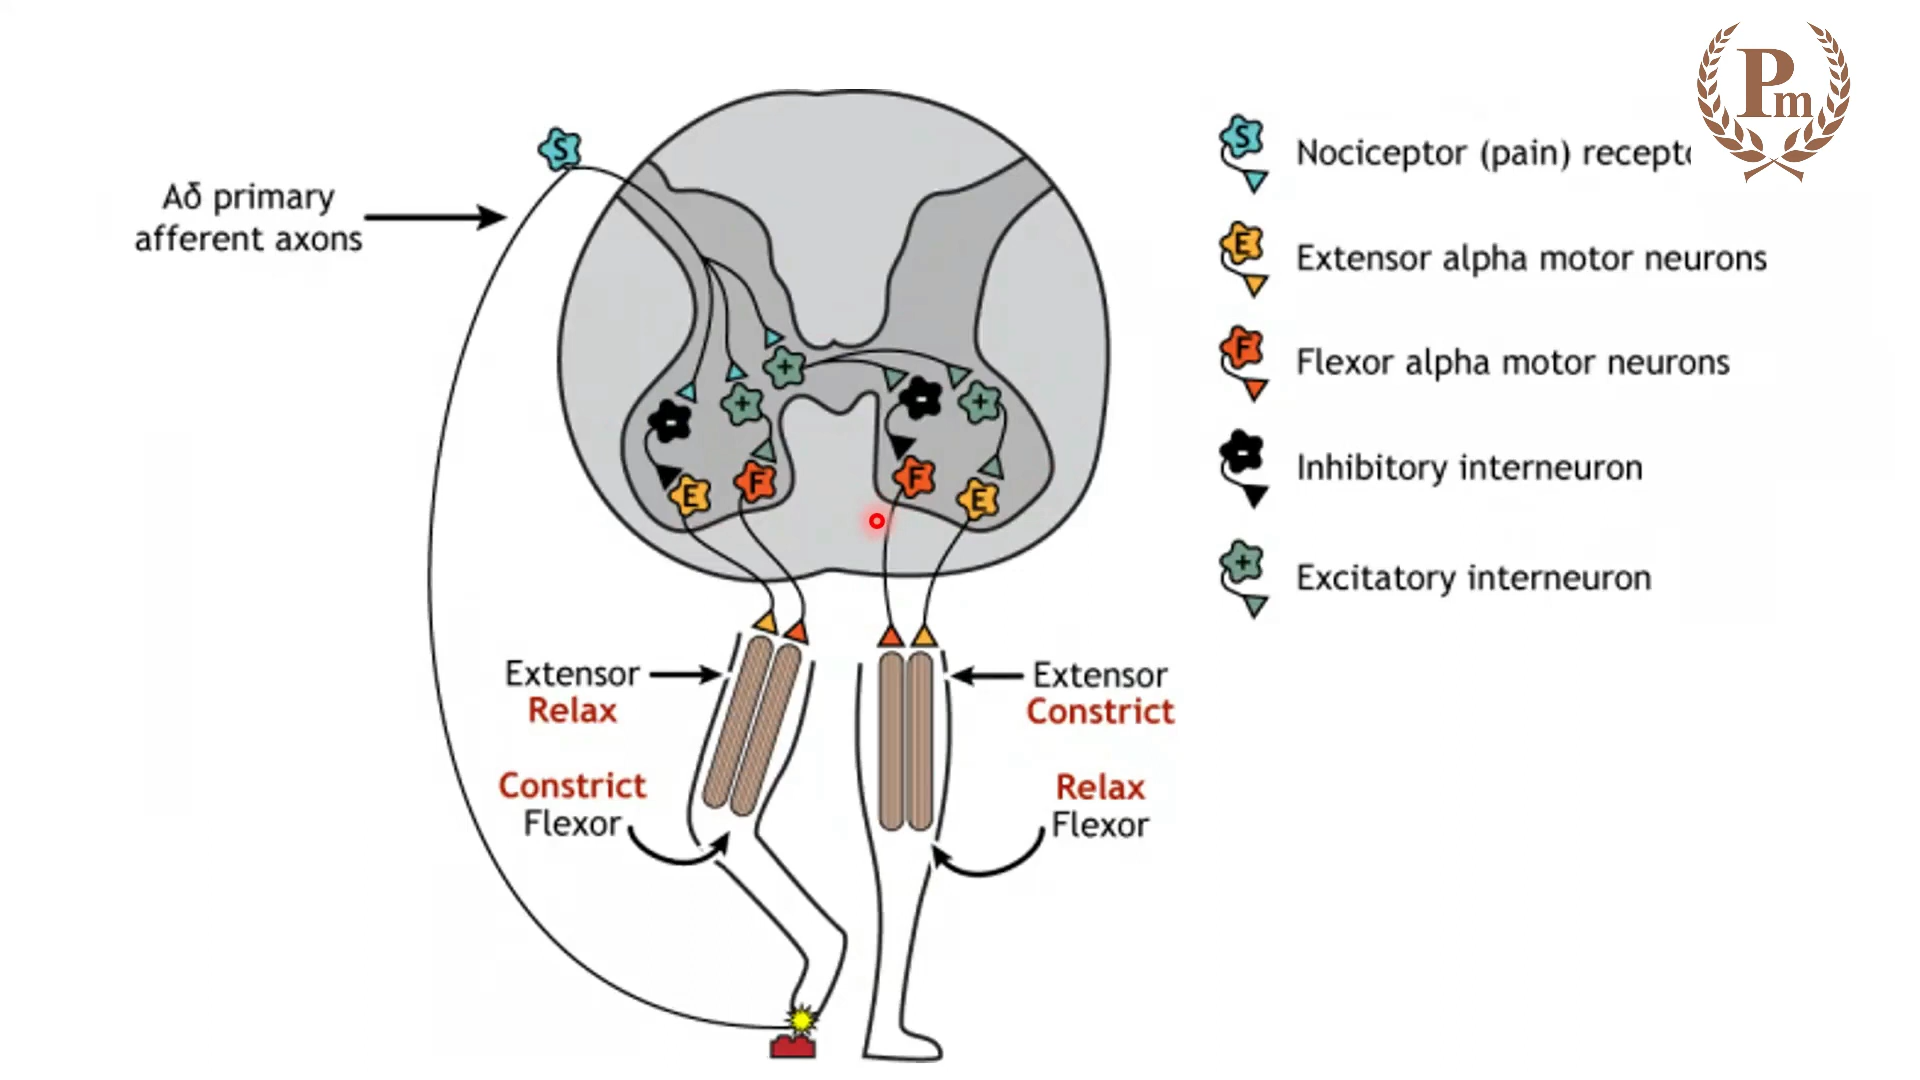 Pm
S
Nociceptor (pain)
Aδ primary
afferent axons
S
E
Extensor alpha motor neurons
F
Flexor alpha motor neurons
+
+
-
-
+
E
F
F
E
-
Inhibitory interneuron
+
Excitatory interneuron
Extensor
Relax
Extensor
Constrict
Constrict
Flexor
Relax
Flexor